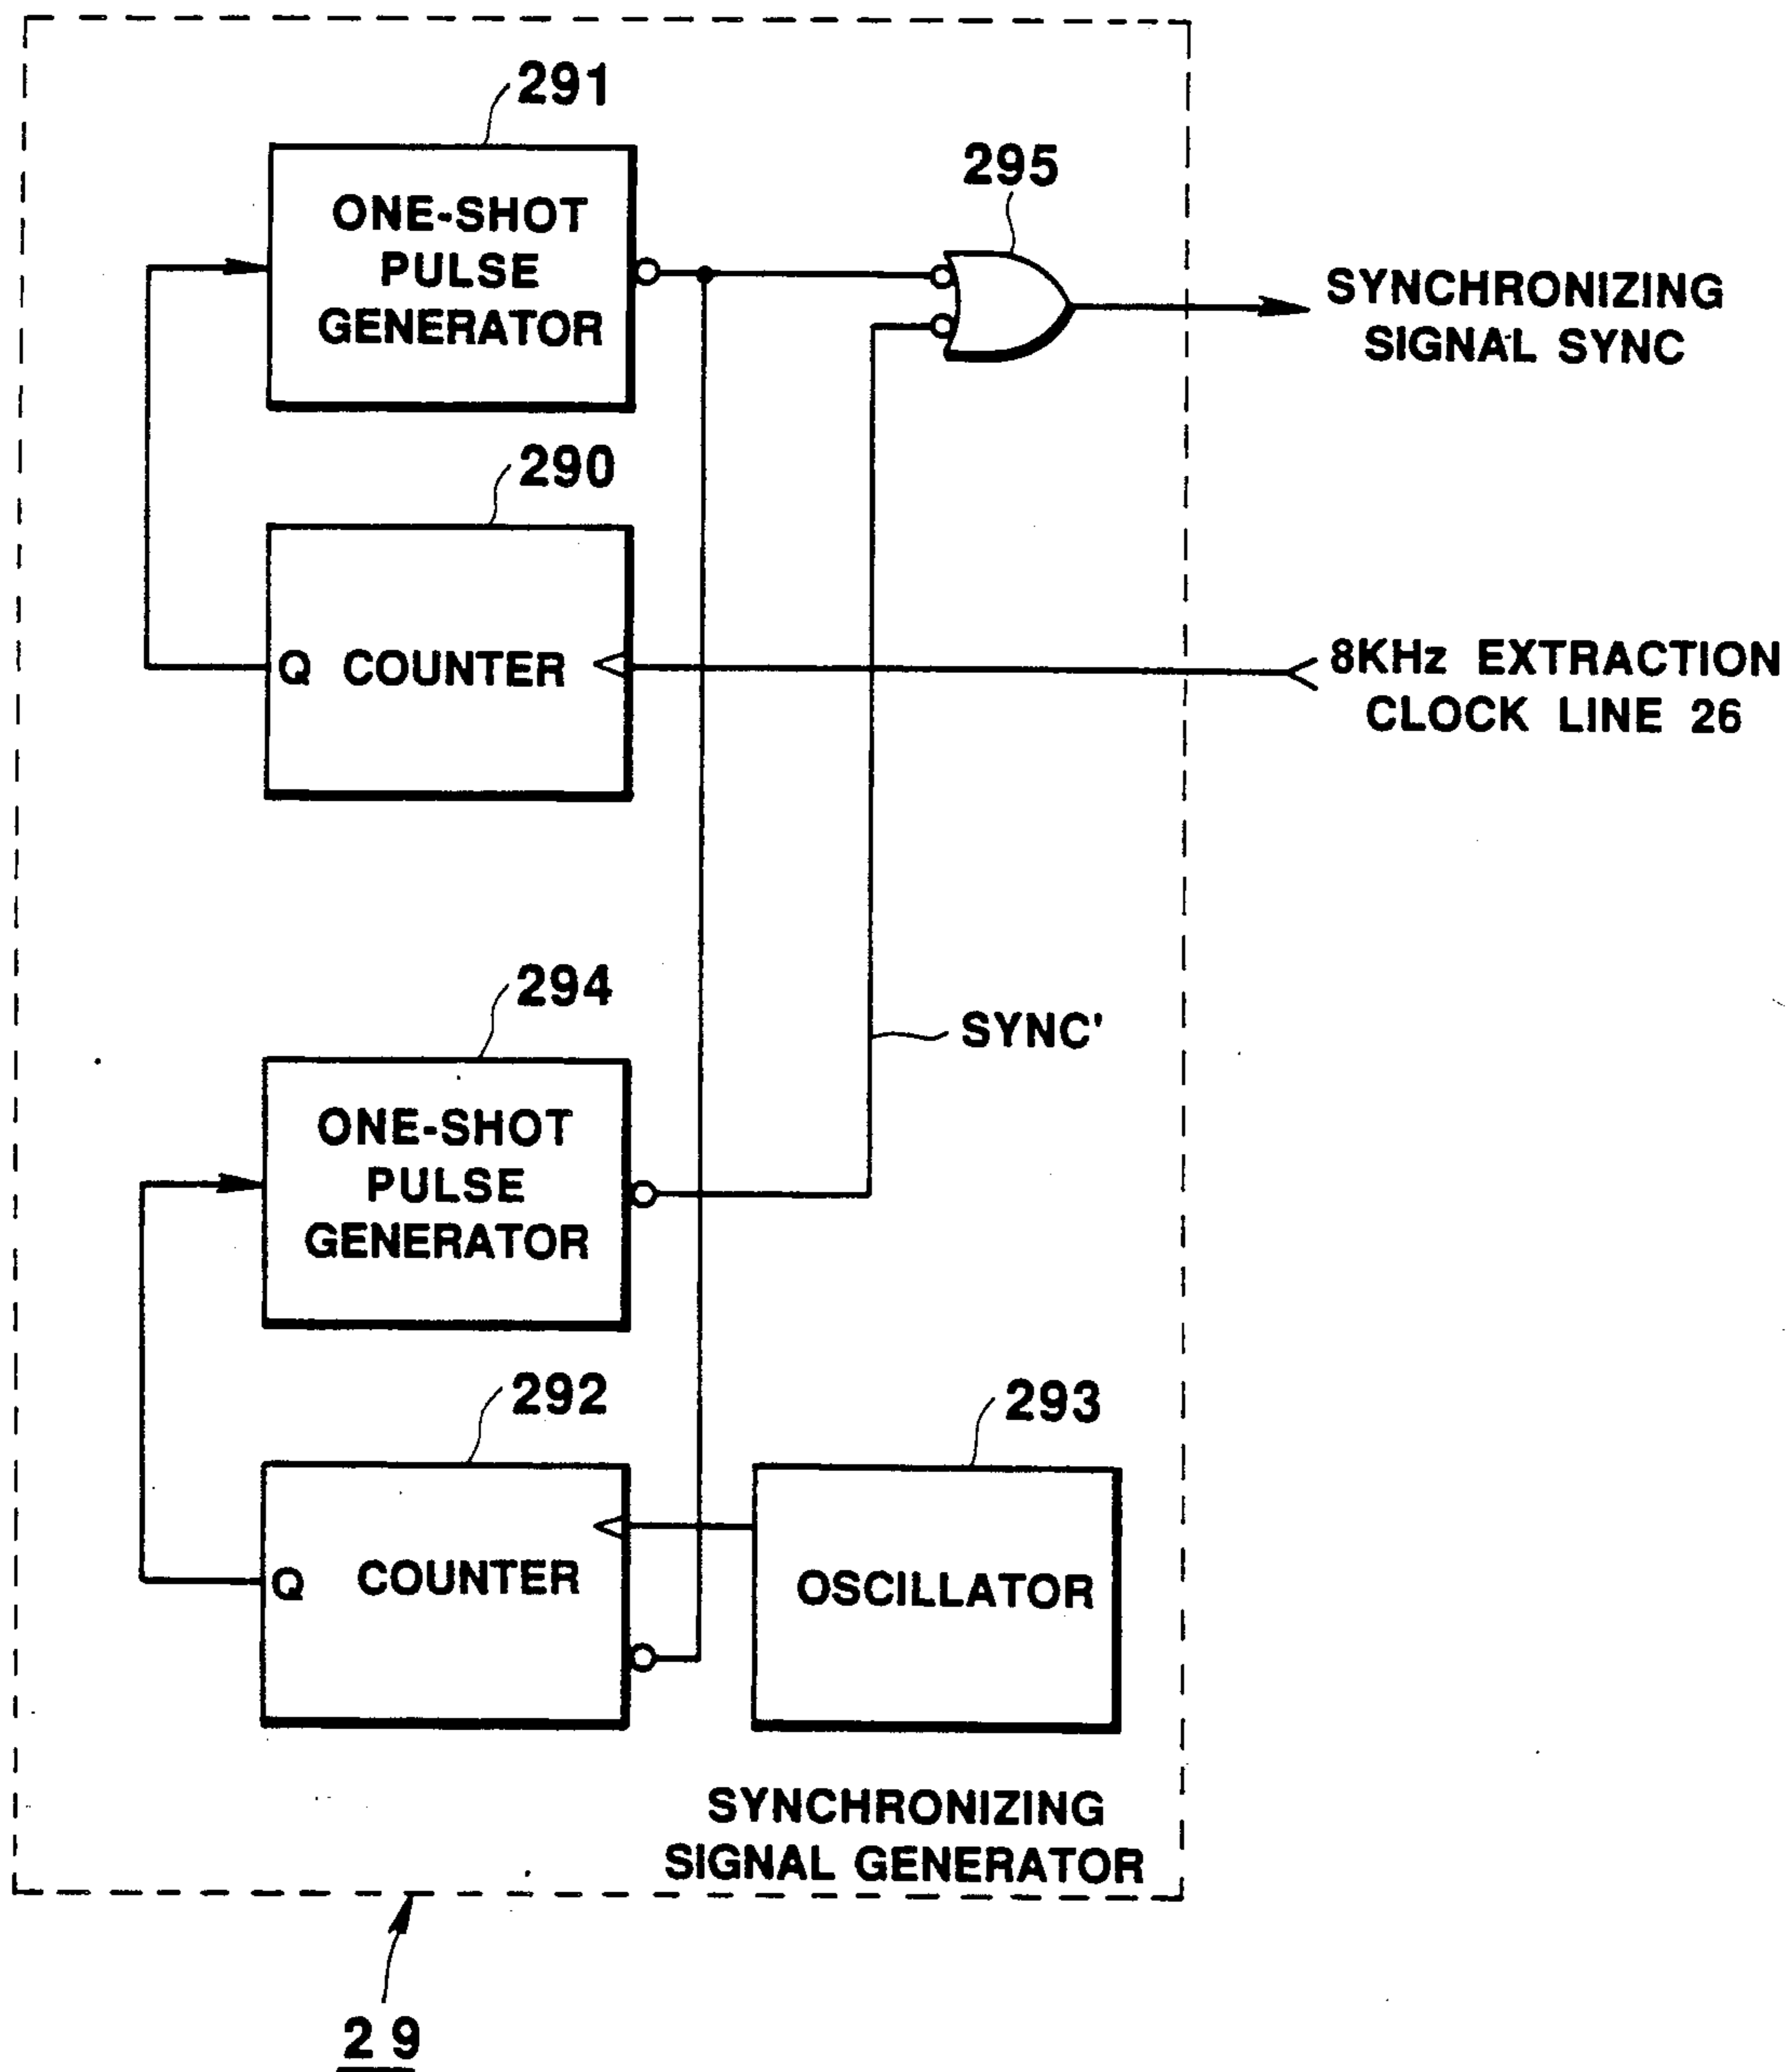 291
ONE-SHOT
PULSE
GENERATOR
295
SYNCHRONIZING
SIGNAL SYNC
290
Q COUNTER
8KHz EXTRACTION
CLOCK LINE 26
294
ONE-SHOT
PULSE
GENERATOR
SYNC'
292
Q COUNTER
293
OSCILLATOR
SYNCHRONIZING
SIGNAL GENERATOR
29